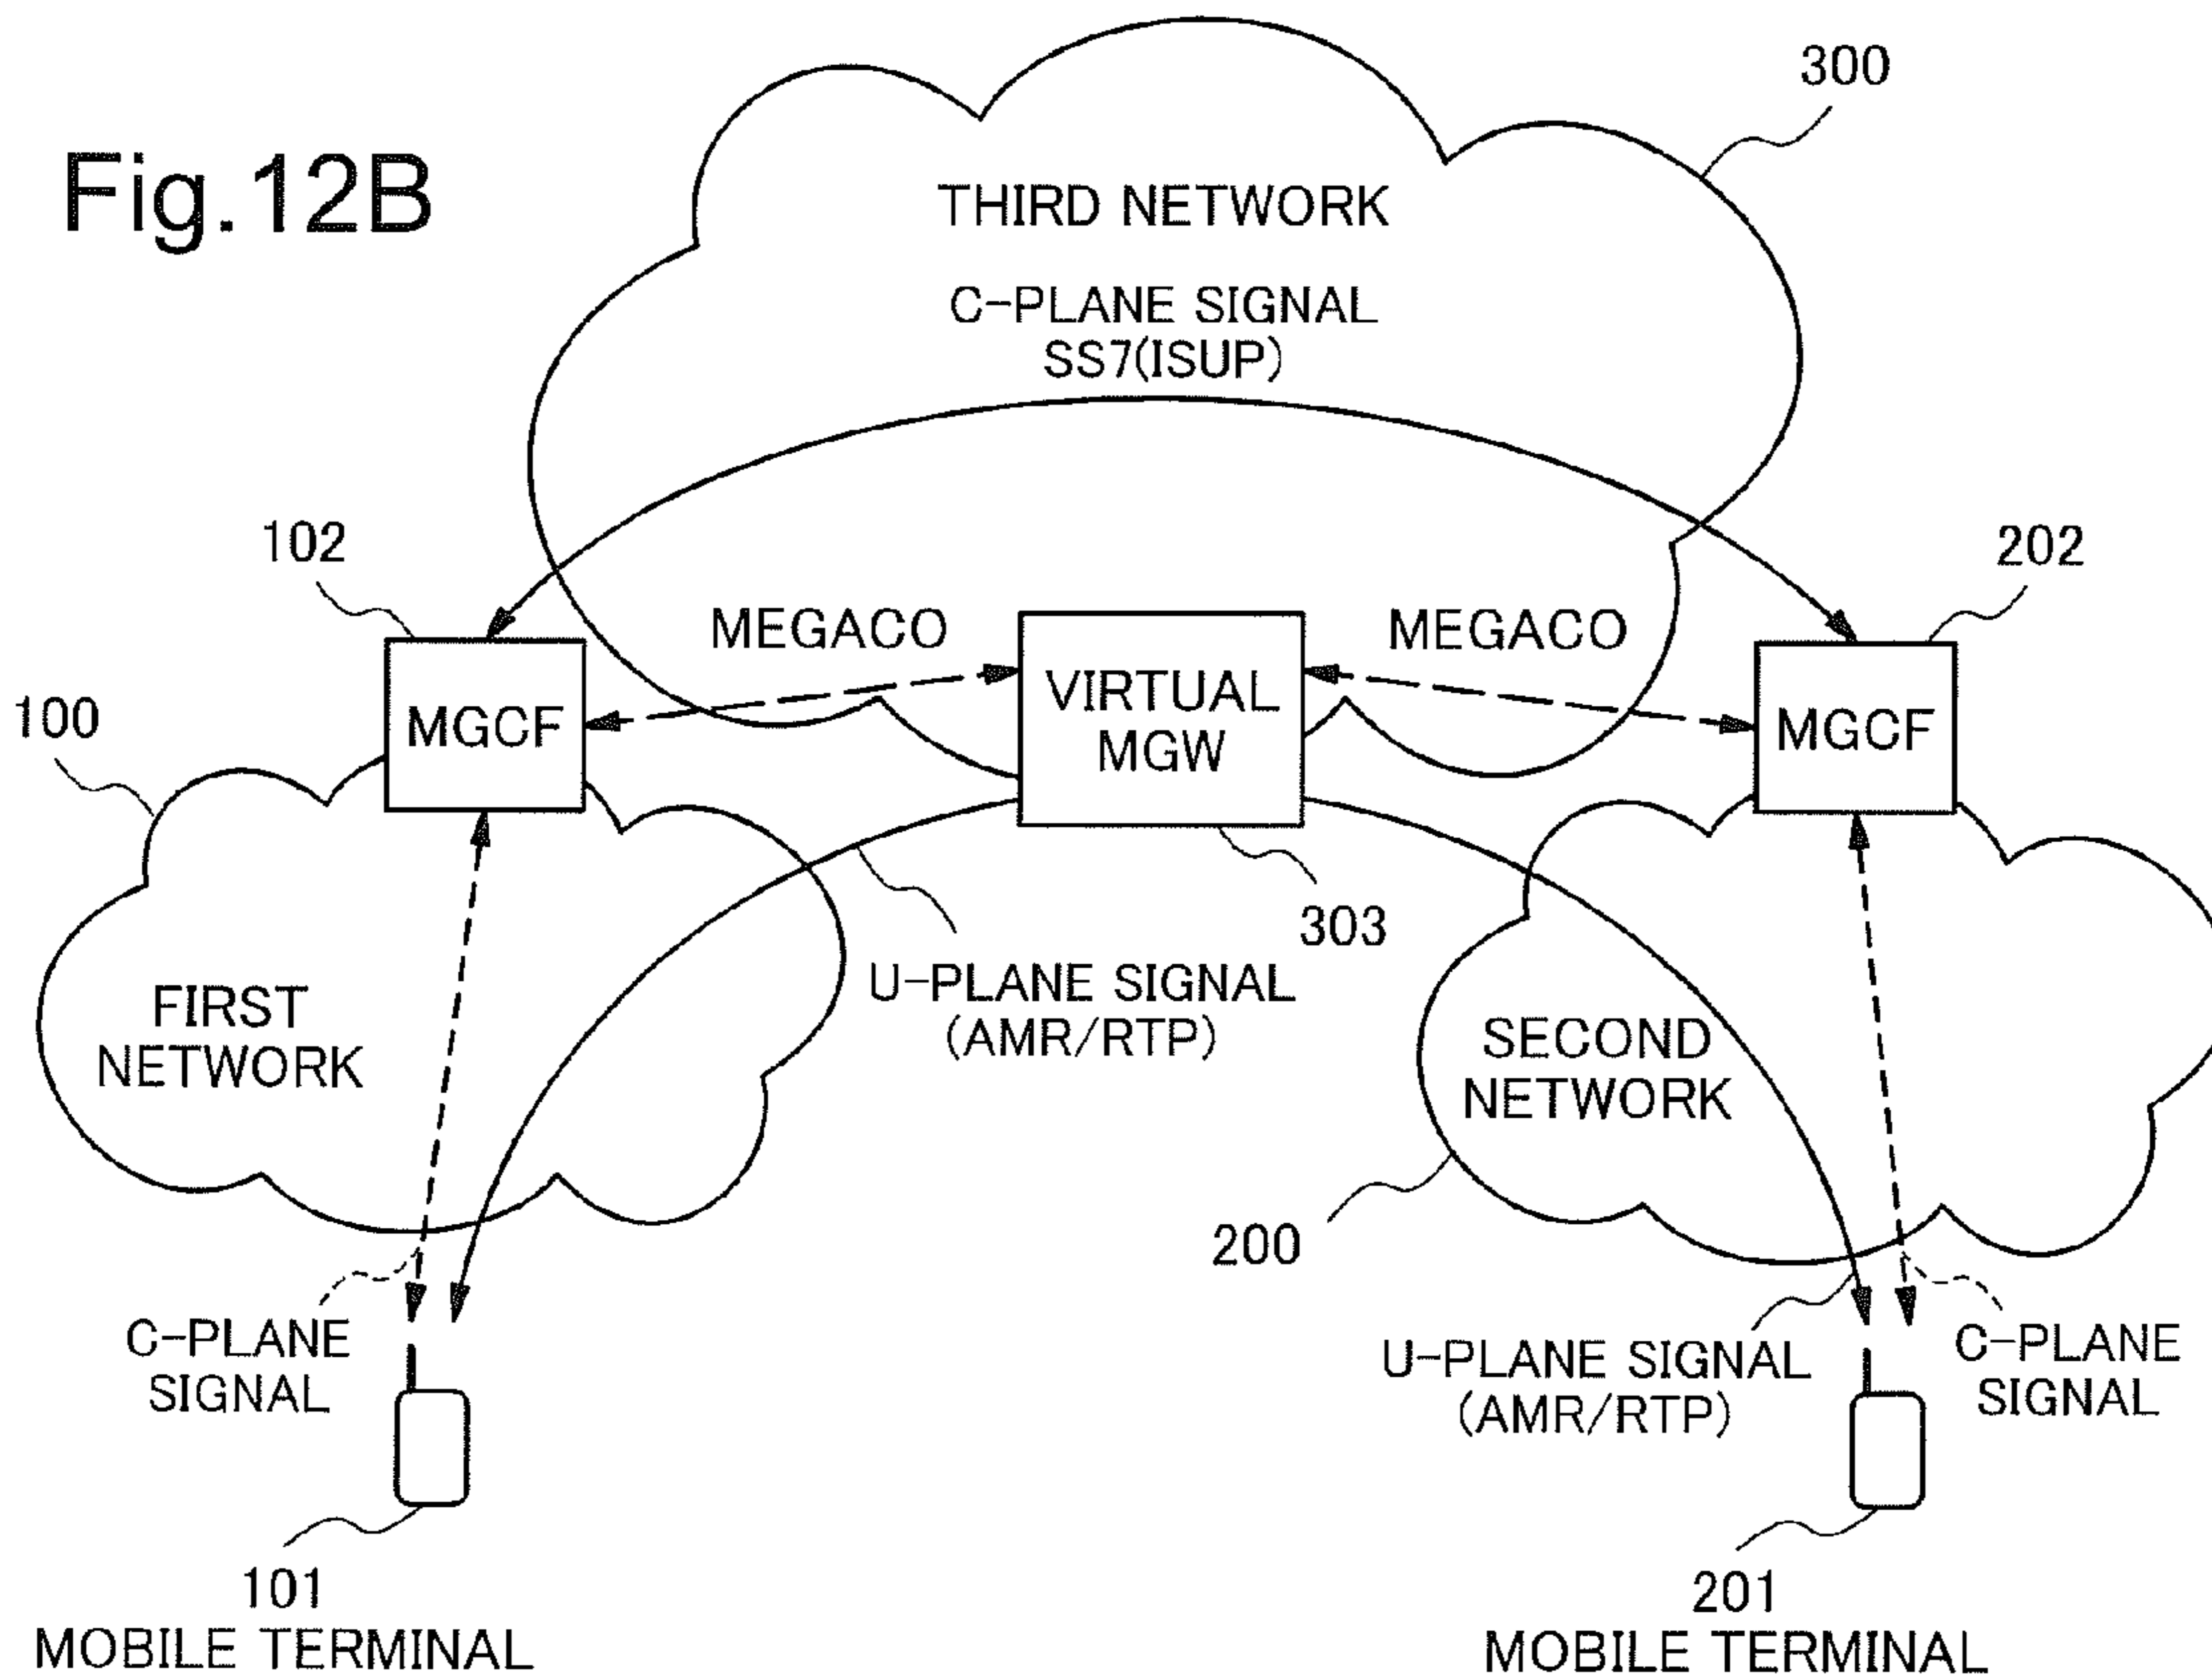 Fig.12B
300
THIRD NETWORK
C-PLANE SIGNAL
SS7(ISUP)
102
202
MEGACO
MEGACO
100
MGCF
VIRTUAL
MGW
MGCF
303
FIRST
NETWORK
U-PLANE SIGNAL
(AMR/RTP)
SECOND
NETWORK
200
C-PLANE
SIGNAL
U-PLANE SIGNAL
(AMR/RTP)
C-PLANE
SIGNAL
101
MOBILE TERMINAL
201
MOBILE TERMINAL